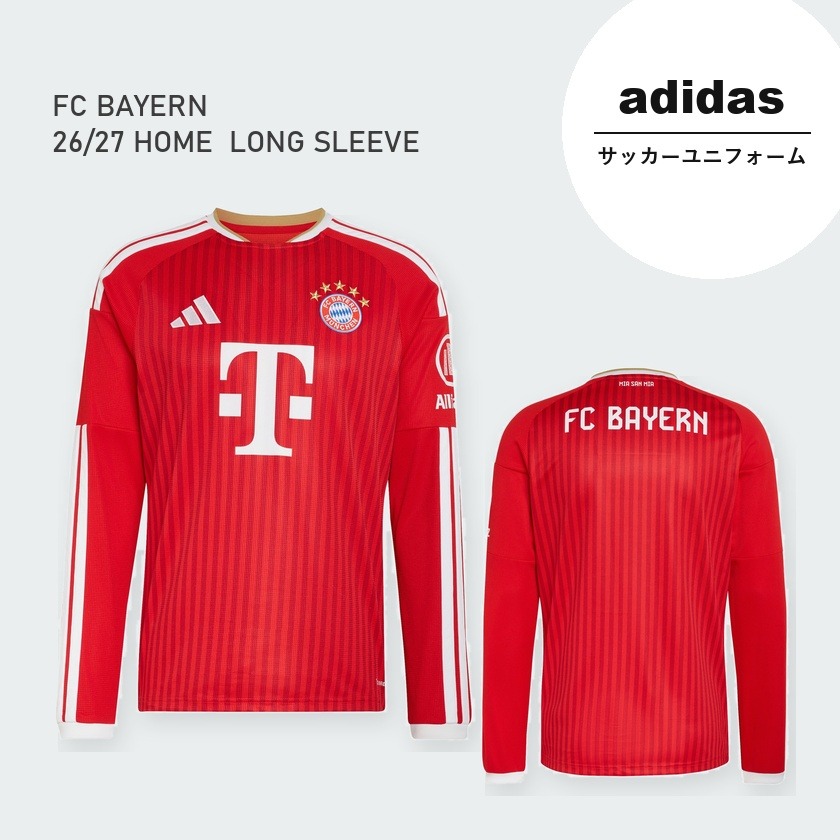 FC BAYERN
26/27 HOME LONG SLEEVE
adidas
サッカーユニフォーム
FC BAYERN
MÜNCHEN
T
MIA SAN MIA
FC BAYERN